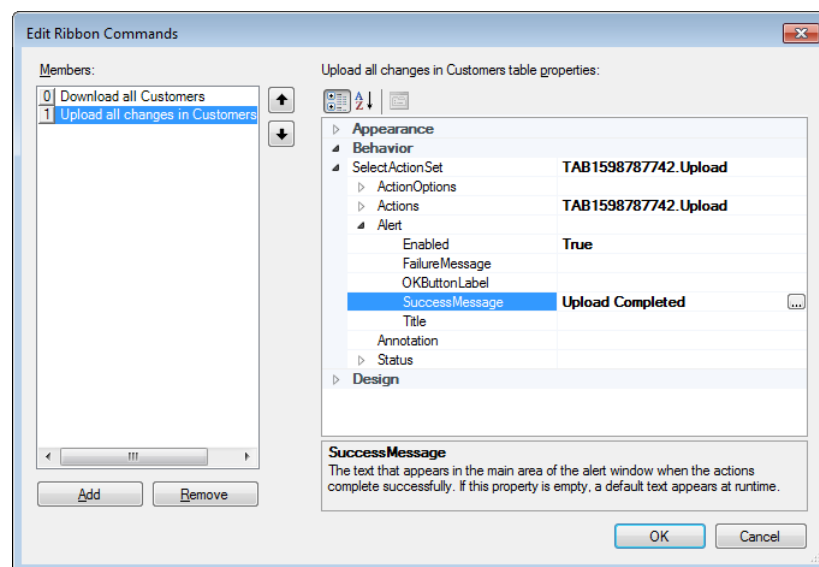 Edit Ribbon Commands
Members:
0 Download all Customers
1 Upload all changes in Customers
Add
Remove
Upload all changes in Customers table properties:
Appearance
Behavior
SelectActionSet TAB1598787742.Upload
ActionOptions
Actions TAB1598787742.Upload
Alert
Enabled True
FailureMessage
OKButtonLabel
SuccessMessage Upload Completed ...
Title
Annotation
Status
Design
SuccessMessage
The text that appears in the main area of the alert window when the actions
complete successfully. If this property is empty, a default text appears at runtime.
OK
Cancel